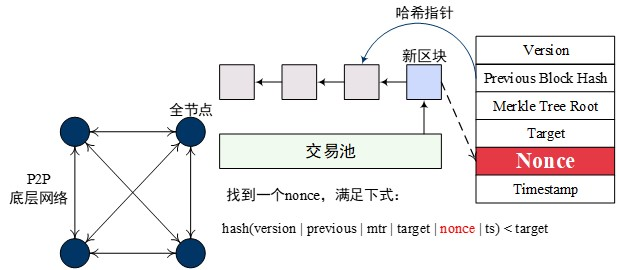 哈希指针
新区块
Version
Previous Block Hash
Merkle Tree Root
Target
Nonce
Timestamp
全节点
交易池
P2P
底层网络
找到一个nonce，满足下式：
hash(version | previous | mtr | target | nonce | ts) < target